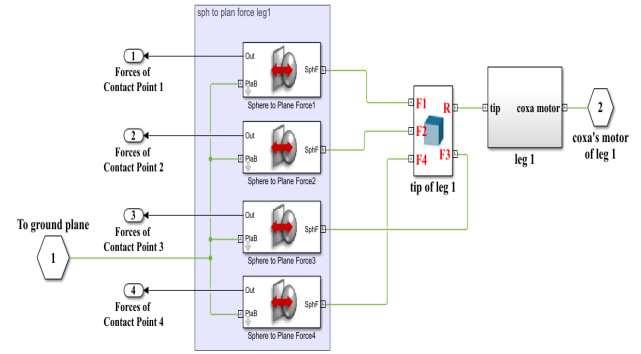 sph to plan force leg1
1
Forces of
Contact Point 1
Out
PlaB
SphF
Sphere to Plane Force1
2
Forces of
Contact Point 2
Out
PlaB
SphF
Sphere to Plane Force2
3
Forces of
Contact Point 3
Out
PlaB
SphF
Sphere to Plane Force3
4
Forces of
Contact Point 4
Out
PlaB
SphF
Sphere to Plane Force4
To ground plane
1
F1
F2
F4
R
F3
tip of leg 1
tip
coxa motor
leg 1
2
coxa's motor
of leg 1